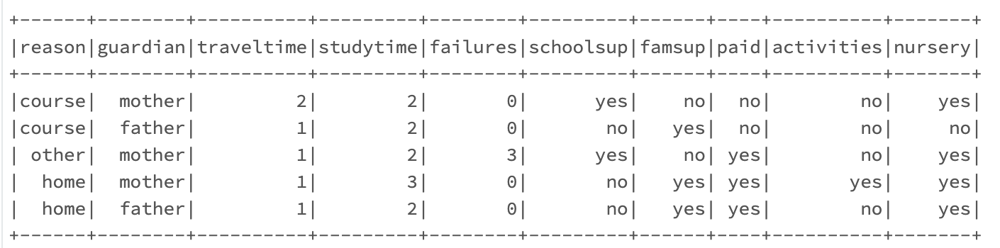 +------+--------+----------+---------+--------+---------+------+----+----------+-------+
|reason|guardian|traveltime|studytime|failures|schoolsup|famsup|paid|activities|nursery|
+------+--------+----------+---------+--------+---------+------+----+----------+-------+
|course|  mother|         2|        2|       0|      yes|    no|  no|        no|    yes|
|course|  father|         1|        2|       0|       no|   yes|  no|        no|     no|
| other|  mother|         1|        2|       3|      yes|    no| yes|        no|    yes|
|  home|  mother|         1|        3|       0|       no|   yes| yes|       yes|    yes|
|  home|  father|         1|        2|       0|       no|   yes| yes|        no|    yes|
+------+--------+----------+---------+--------+---------+------+----+----------+-------+